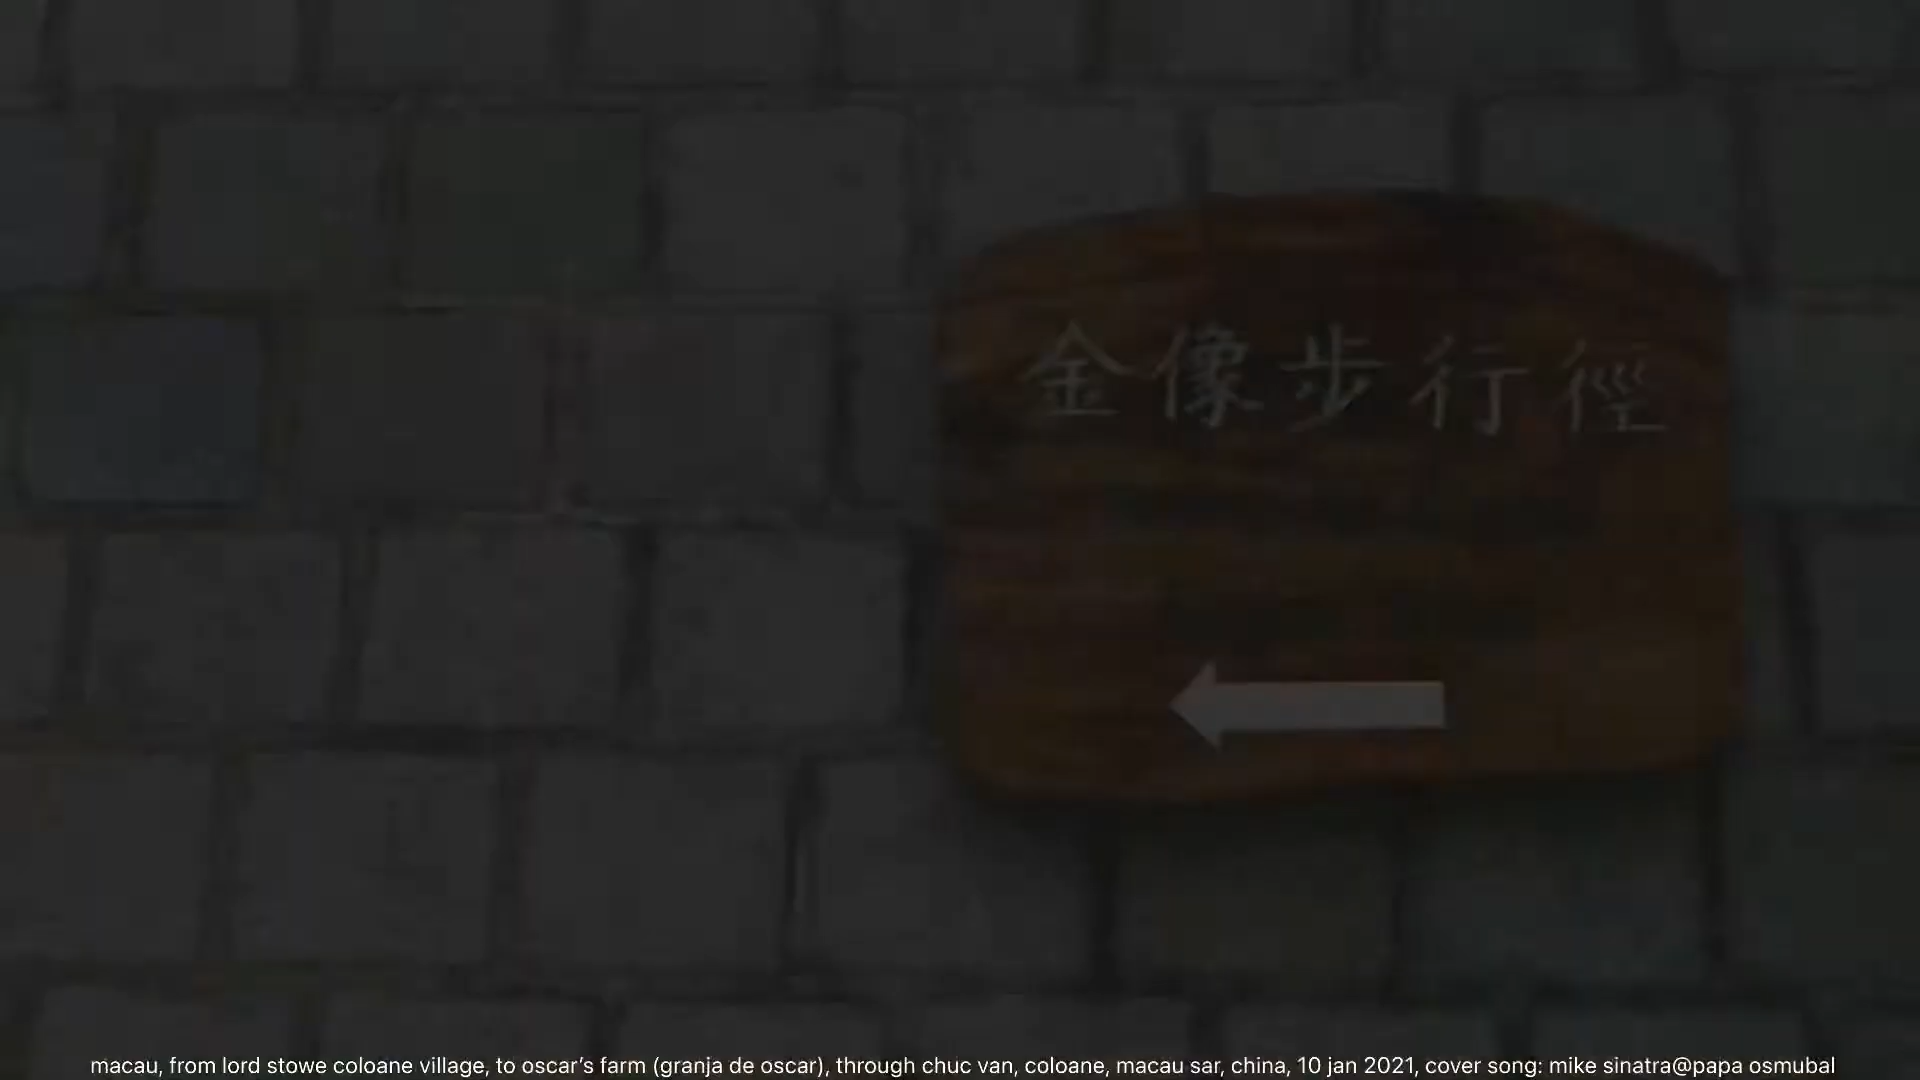 金像步行徑
macau, from lord stowe coloane village, to oscar’s farm (granja de oscar), through chuc van, coloane, macau sar, china, 10 jan 2021, cover song: mike sinatra@papa osmubal